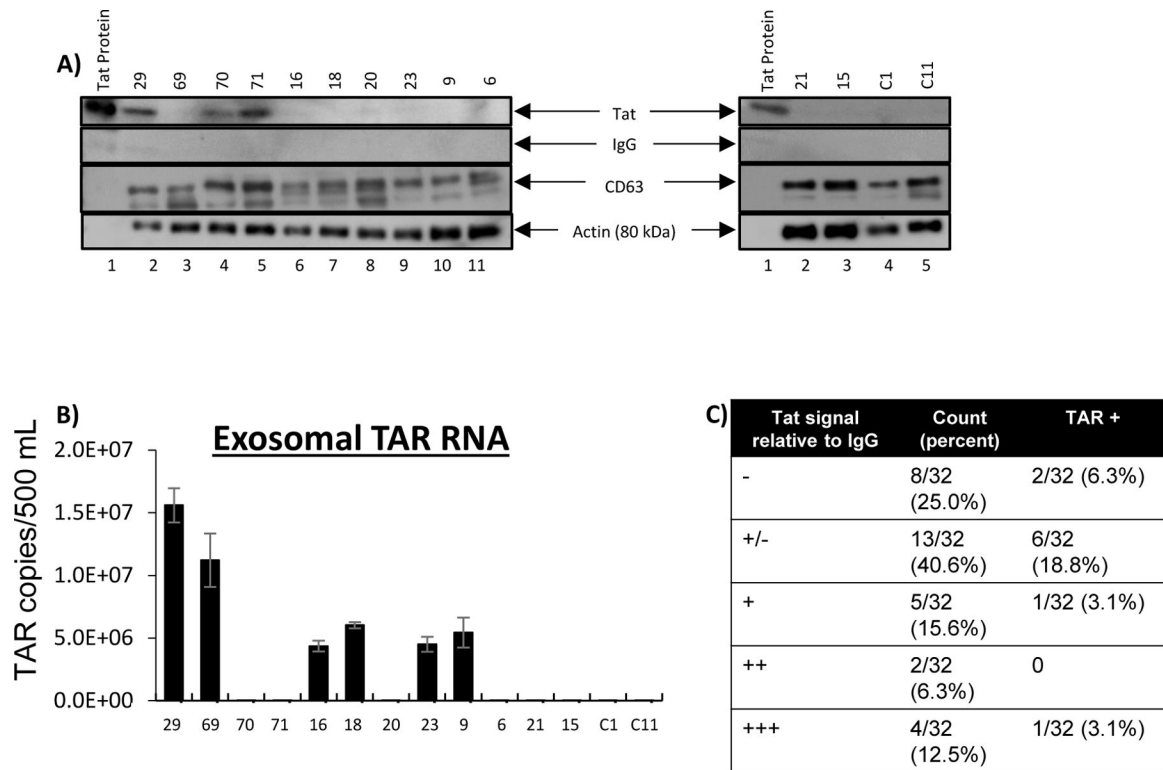 A)
Tat Protein 29 69 70 71 16 18 20 23 9 6
Tat Protein 21 15 C1 C11
Tat
IgG
CD63
Actin (80 kDa)
1 2 3 4 5 6 7 8 9 10 11
1 2 3 4 5
B)
Exosomal TAR RNA
TAR copies/500 mL
2.0E+07
1.5E+07
1.0E+07
5.0E+06
0.0E+00
29 69 70 71 16 18 20 23 9 6 21 15 C1 C11
C)
Tat signal Count TAR +
relative to IgG (percent)
- 8/32 2/32 (6.3%)
(25.0%)
+/- 13/32 6/32
(40.6%) (18.8%)
+ 5/32 1/32 (3.1%)
(15.6%)
++ 2/32 0
(6.3%)
+++ 4/32 1/32 (3.1%)
(12.5%)